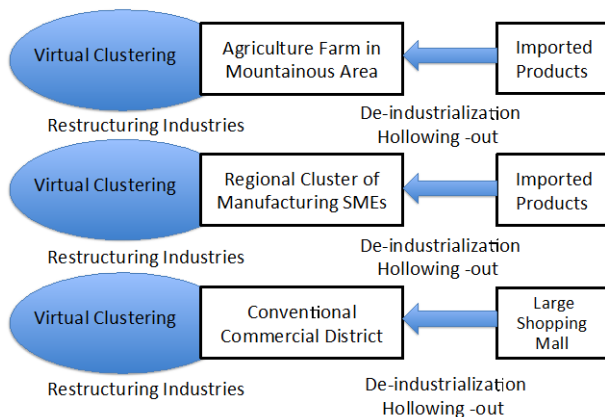 Virtual Clustering
Agriculture Farm in
Mountainous Area
Imported
Products
Restructuring Industries
De-industrialization
Hollowing -out
Virtual Clustering
Regional Cluster of
Manufacturing SMEs
Imported
Products
Restructuring Industries
De-industrialization
Hollowing -out
Virtual Clustering
Conventional
Commercial District
Large
Shopping
Mall
Restructuring Industries
De-industrialization
Hollowing -out